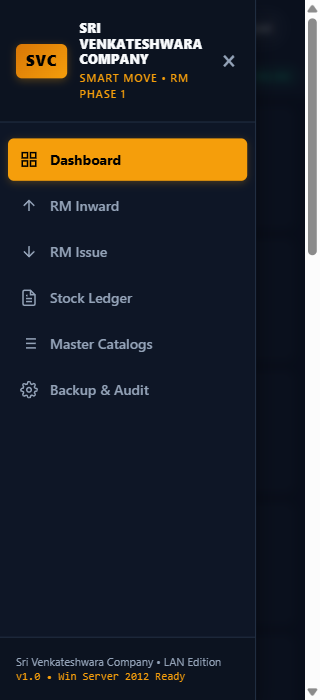 SVC
SRI
VENKATESHWARA
COMPANY
SMART MOVE • RM
PHASE 1
×
Dashboard
RM Inward
RM Issue
Stock Ledger
Master Catalogs
Backup & Audit
Sri Venkateshwara Company • LAN Edition
v1.0 • Win Server 2012 Ready